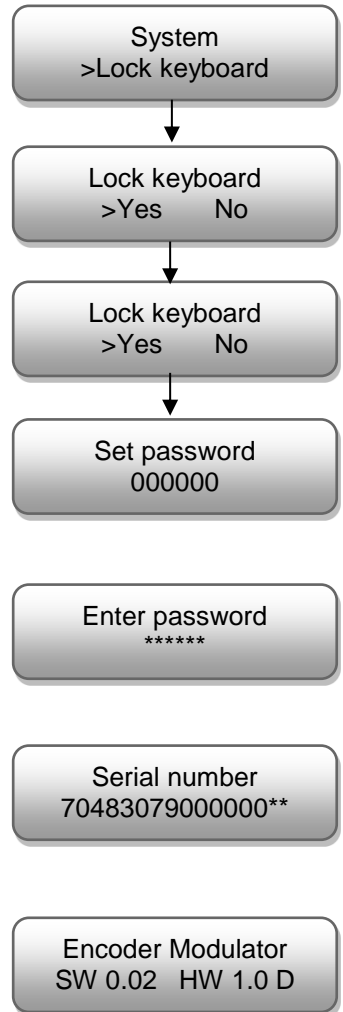 System
>Lock keyboard
Lock keyboard
>Yes No
Lock keyboard
>Yes No
Set password
000000
Enter password
******
Serial number
70483079000000**
Encoder Modulator
SW 0.02 HW 1.0 D